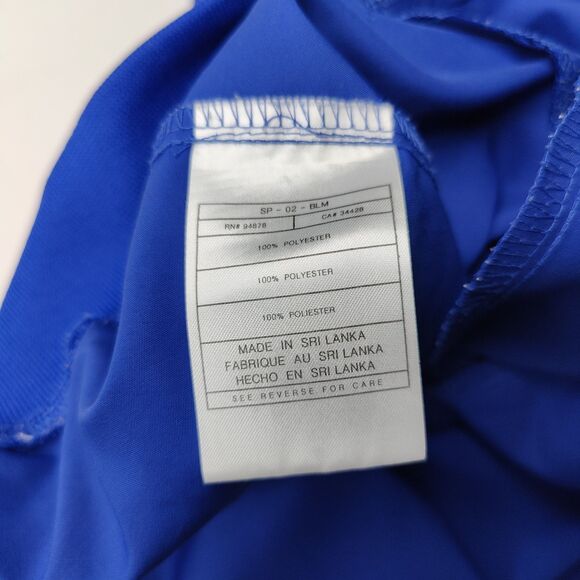 SP - 02 - BLM
RN# 94878 CA# 34428
100% POLYESTER
100% POLYESTER
100% POLIESTER
MADE IN SRI LANKA
FABRIQUE AU SRI LANKA
HECHO EN SRI LANKA
SEE REVERSE FOR CARE